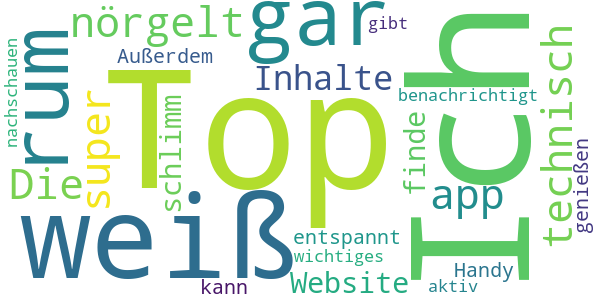 Top
Ich
weiß
gar
rum
nörgelt
gibt
Außerdem
Inhalte
benachrichtigt
technisch
nachschauen
super
schlimm
finde
Die
app
genießen
entspannt
wichtiges
Website
Handy
aktiv
kann